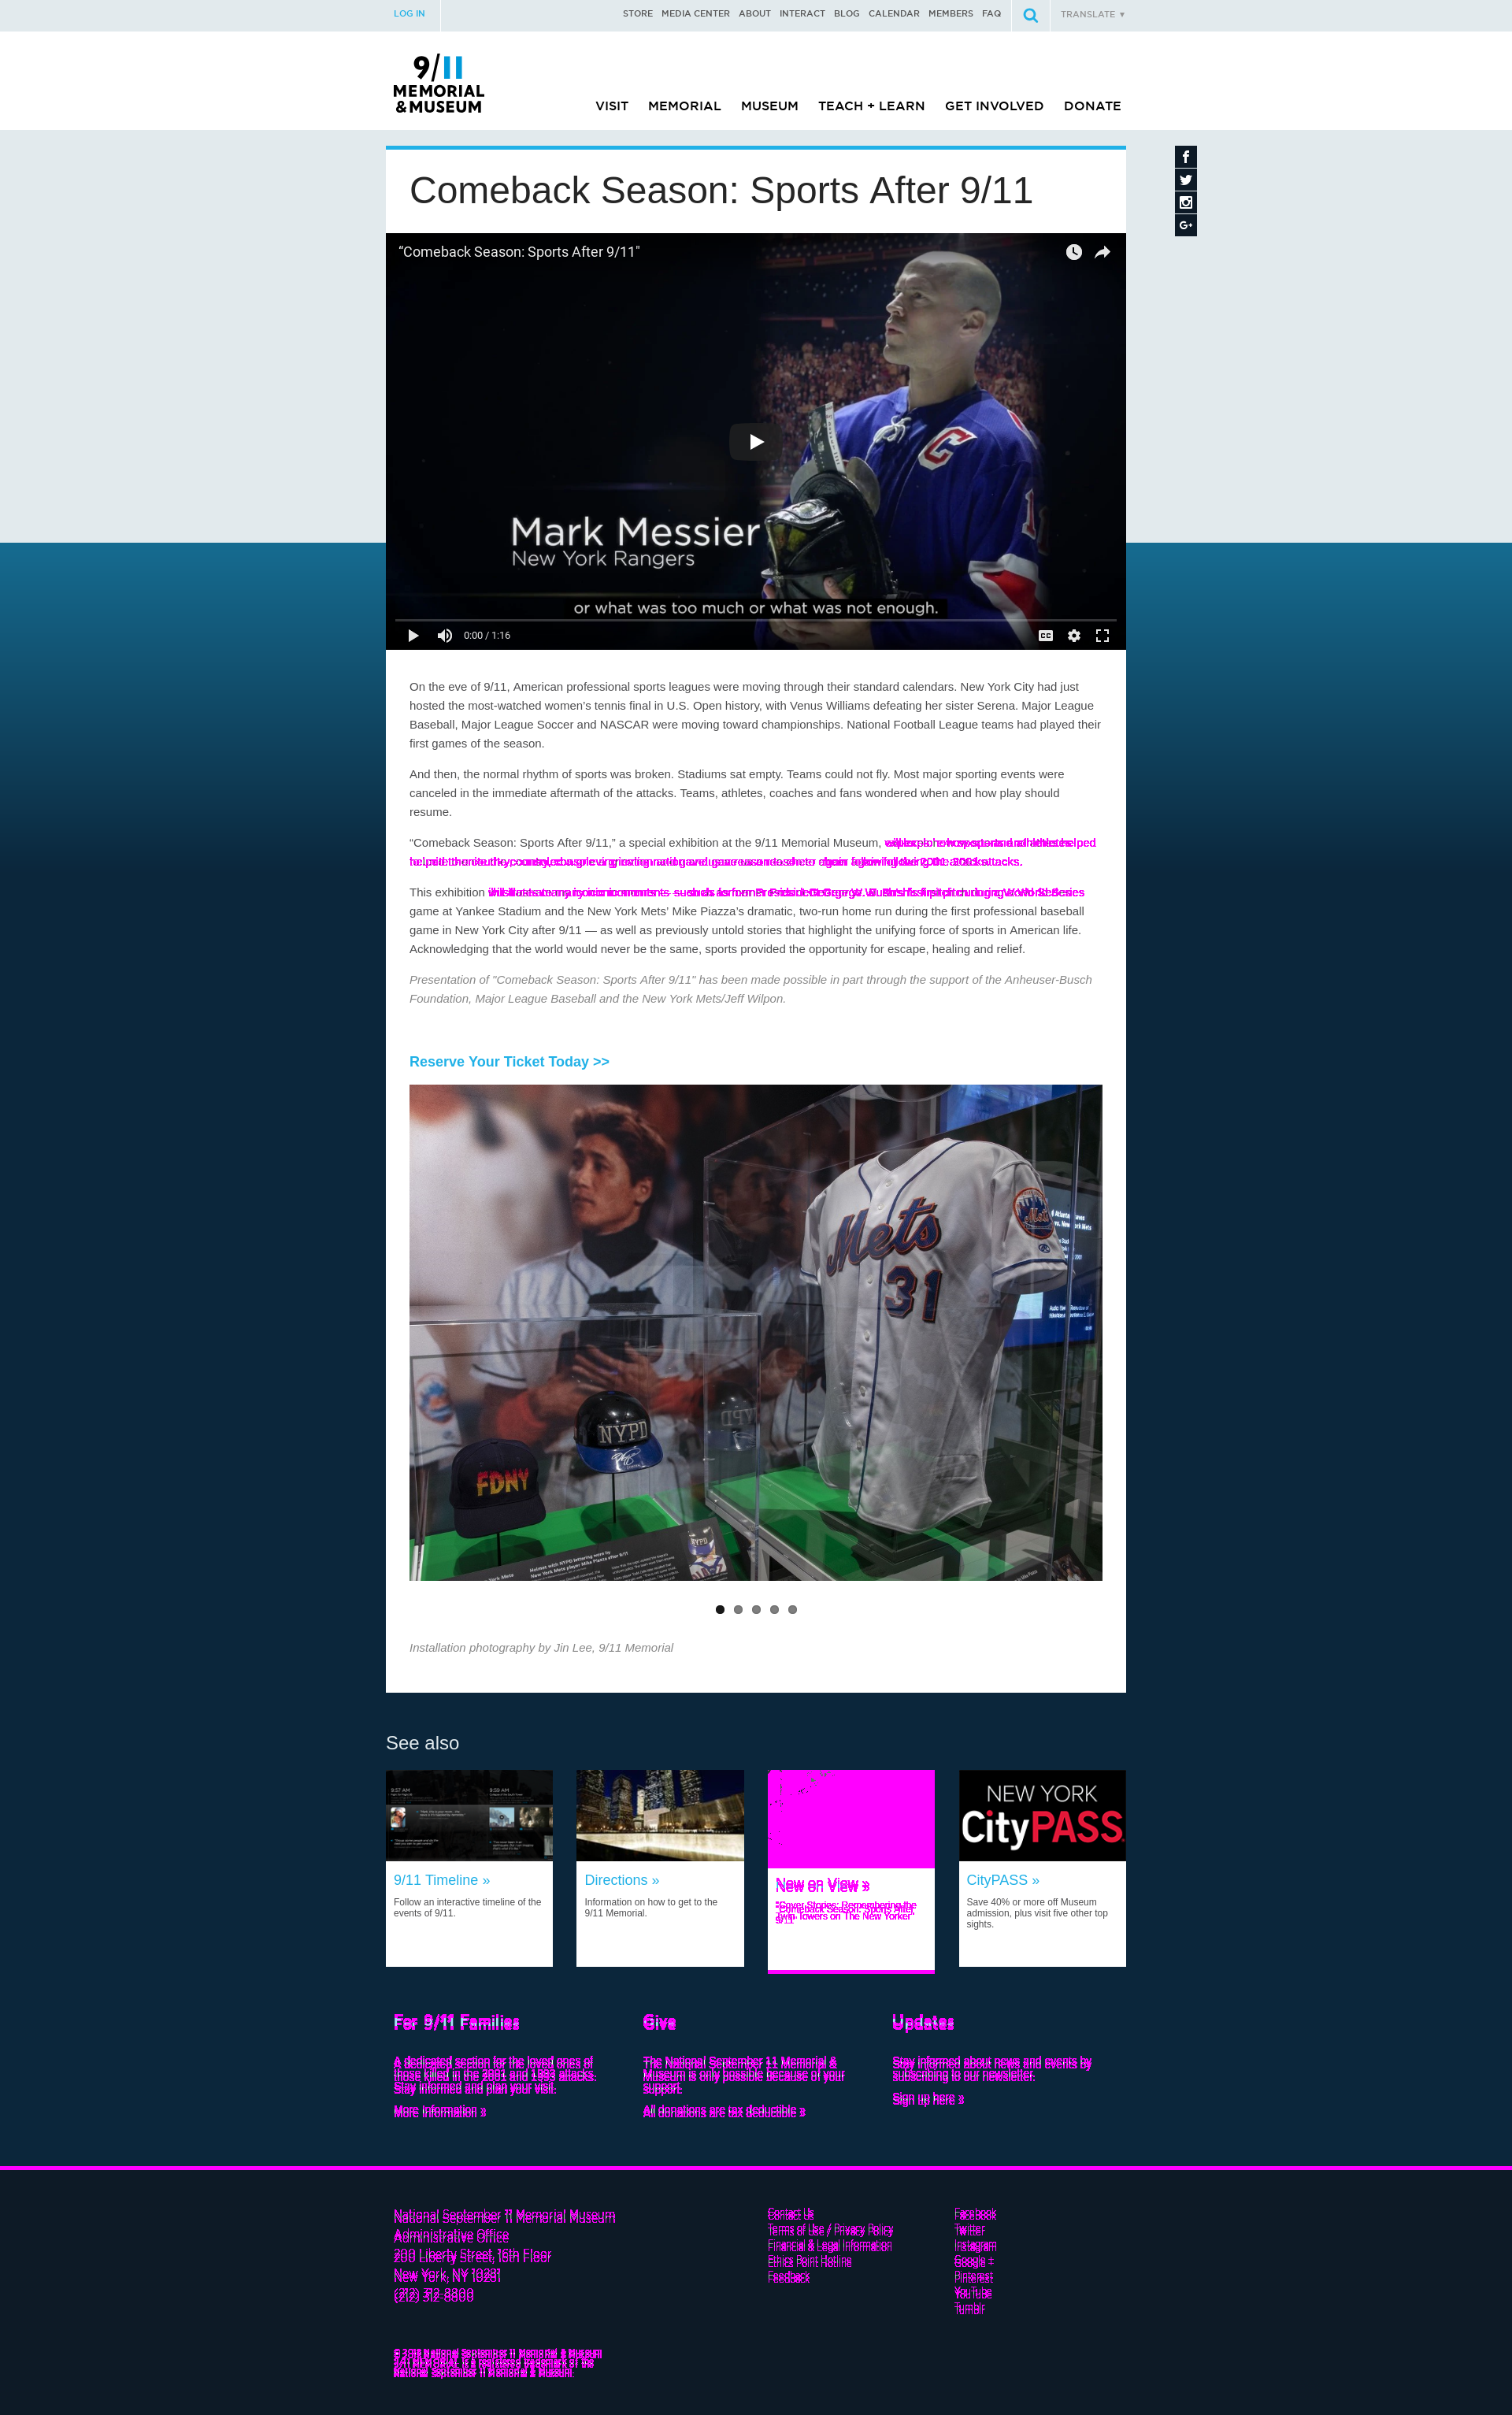 LOG IN
STORE MEDIA CENTER ABOUT INTERACT BLOG CALENDAR MEMBERS FAQ
TRANSLATE ▼
9/11
MEMORIAL
&MUSEUM
VISIT MEMORIAL MUSEUM TEACH + LEARN GET INVOLVED DONATE
Comeback Season: Sports After 9/11
“Comeback Season: Sports After 9/11"
C
Mark Messier
New York Rangers
or what was too much or what was not enough.
0:00 / 1:16
CC
On the eve of 9/11, American professional sports leagues were moving through their standard calendars. New York City had just
hosted the most-watched women’s tennis final in U.S. Open history, with Venus Williams defeating her sister Serena. Major League
Baseball, Major League Soccer and NASCAR were moving toward championships. National Football League teams had played their
first games of the season.
And then, the normal rhythm of sports was broken. Stadiums sat empty. Teams could not fly. Most major sporting events were
canceled in the immediate aftermath of the attacks. Teams, athletes, coaches and fans wondered when and how play should
resume.
“Comeback Season: Sports After 9/11,” a special exhibition at the 9/11 Memorial Museum,
This exhibition
game at Yankee Stadium and the New York Mets’ Mike Piazza’s dramatic, two-run home run during the first professional baseball
game in New York City after 9/11 — as well as previously untold stories that highlight the unifying force of sports in American life.
Acknowledging that the world would never be the same, sports provided the opportunity for escape, healing and relief.
Presentation of "Comeback Season: Sports After 9/11" has been made possible in part through the support of the Anheuser-Busch
Foundation, Major League Baseball and the New York Mets/Jeff Wilpon.
Reserve Your Ticket Today >>
Mets
31
NYPD
FDNY
Installation photography by Jin Lee, 9/11 Memorial
See also
NEW YORK
CityPASS
9/11 Timeline »
Follow an interactive timeline of the
events of 9/11.
Directions »
Information on how to get to the
9/11 Memorial.
Now on View »
CityPASS »
Save 40% or more off Museum
admission, plus visit five other top
sights.
For 9/11 Families
A dedicated section for the loved ones of
those killed in the 2001 and 1993 attacks.
Stay informed and plan your visit.
More Information »
Give
The National September 11 Memorial &
Museum is only possible because of your
support.
All donations are tax deductible »
Updates
Stay informed about news and events by
subscribing to our newsletter.
Sign up here »
National September 11 Memorial Museum
Administrative Office
200 Liberty Street, 16th Floor
New York, NY 10281
(212) 312-8800
Contact Us
Terms of Use / Privacy Policy
Financial & Legal Information
Ethics Point Hotline
Feedback
Facebook
Twitter
Instagram
Google +
Pinterest
YouTube
Tumblr